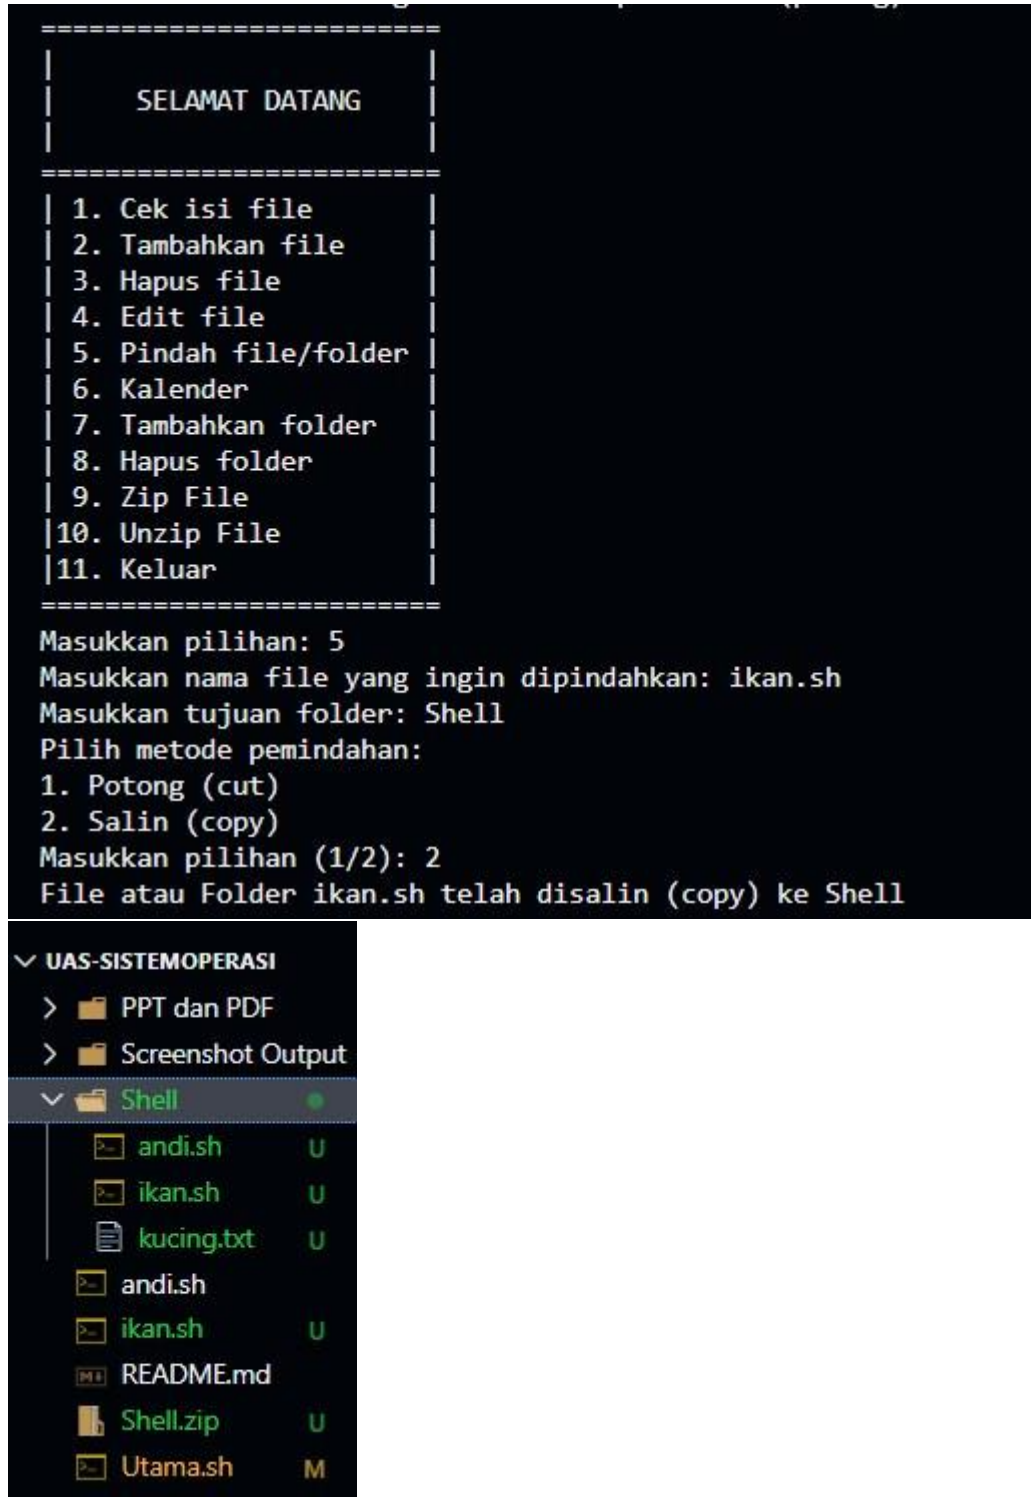 ==========================
|                        |
|     SELAMAT DATANG     |
|                        |
==========================
| 1. Cek isi file        |
| 2. Tambahkan file      |
| 3. Hapus file          |
| 4. Edit file           |
| 5. Pindah file/folder |
| 6. Kalender            |
| 7. Tambahkan folder    |
| 8. Hapus folder        |
| 9. Zip File            |
|10. Unzip File          |
|11. Keluar              |
==========================
Masukkan pilihan: 5
Masukkan nama file yang ingin dipindahkan: ikan.sh
Masukkan tujuan folder: Shell
Pilih metode pemindahan:
1. Potong (cut)
2. Salin (copy)
Masukkan pilihan (1/2): 2
File atau Folder ikan.sh telah disalin (copy) ke Shell
UAS-SISTEMOPERASI
PPT dan PDF
Screenshot Output
Shell
andi.sh U
ikan.sh U
kucing.txt U
andi.sh
ikan.sh U
README.md
Shell.zip U
Utama.sh M